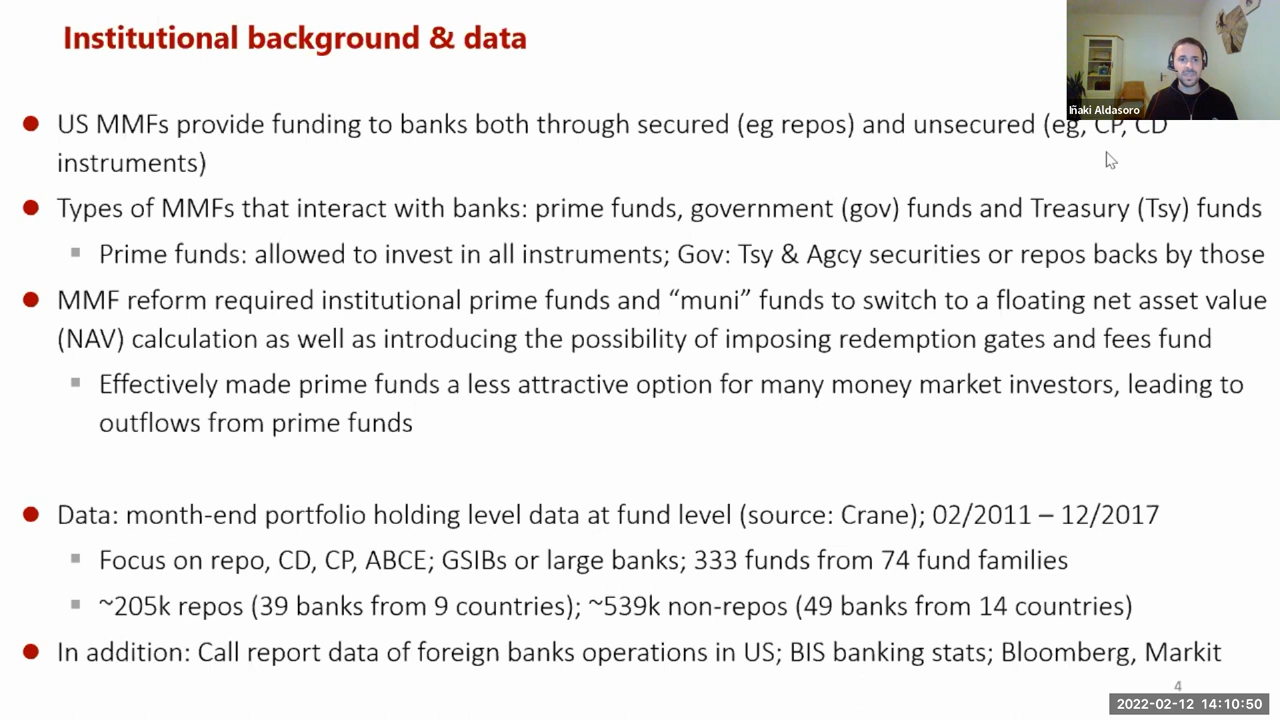 Institutional background & data
Iñaki Aldasoro
US MMFs provide funding to banks both through secured (eg repos) and unsecured (eg, CP, CD
instruments)
Types of MMFs that interact with banks: prime funds, government (gov) funds and Treasury (Tsy) funds
Prime funds: allowed to invest in all instruments; Gov: Tsy & Agcy securities or repos backs by those
MMF reform required institutional prime funds and “muni” funds to switch to a floating net asset value
(NAV) calculation as well as introducing the possibility of imposing redemption gates and fees fund
Effectively made prime funds a less attractive option for many money market investors, leading to
outflows from prime funds
Data: month-end portfolio holding level data at fund level (source: Crane); 02/2011 – 12/2017
Focus on repo, CD, CP, ABCE; GSIBs or large banks; 333 funds from 74 fund families
~205k repos (39 banks from 9 countries); ~539k non-repos (49 banks from 14 countries)
In addition: Call report data of foreign banks operations in US; BIS banking stats; Bloomberg, Markit
4
2022-02-12 14:10:50